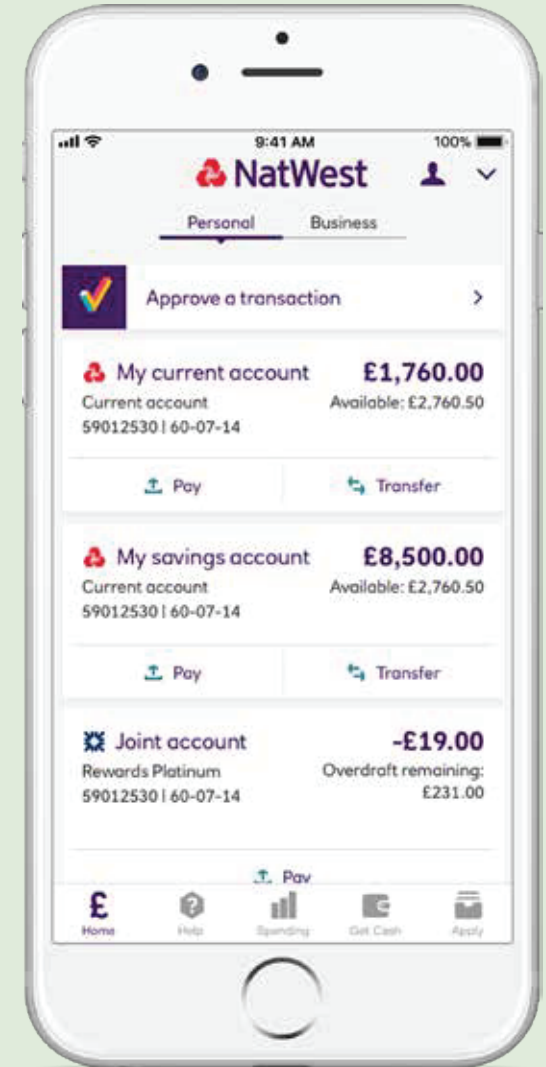 9:41 AM 100%
NatWest
Personal Business
Approve a transaction
My current account £1,760.00
Current account Available: £2,760.50
59012530 | 60-07-14
Pay Transfer
My savings account £8,500.00
Current account Available: £2,760.50
59012530 | 60-07-14
Pay Transfer
Joint account -£19.00
Rewards Platinum Overdraft remaining:
59012530 | 60-07-14 £231.00
Pay
£
Home Help Spending Get Cash Apply